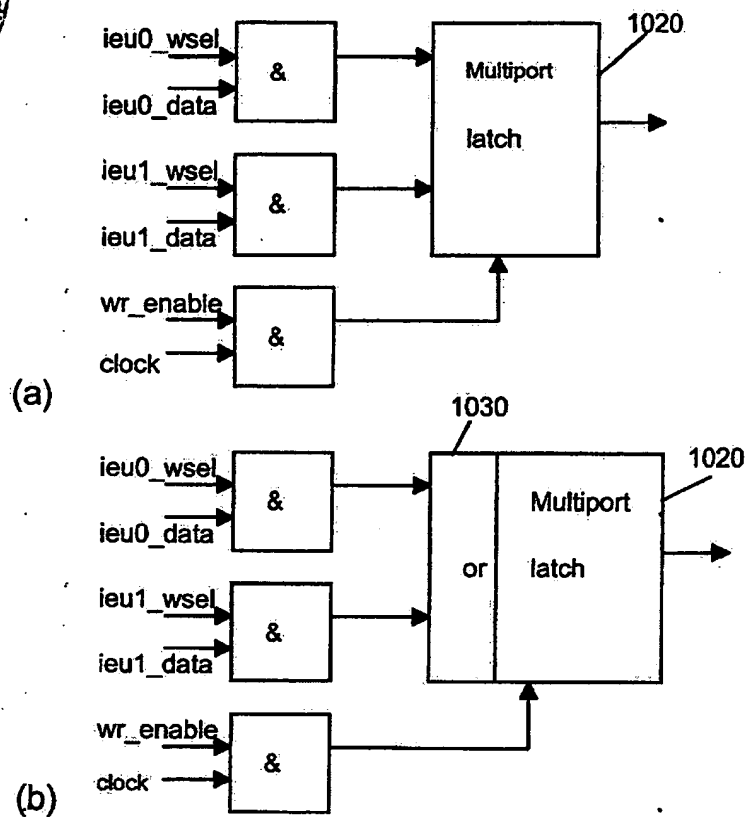 1020
ieu0_wsel
&
Multiport
ieu0_data
latch
ieu1_wsel
&
ieu1_data
wr_enable
&
clock
(a)
1030
1020
ieu0_wsel
&
Multiport
ieu0_data
or
latch
ieu1_wsel
&
ieu1_data
wr_enable
&
clock
(b)